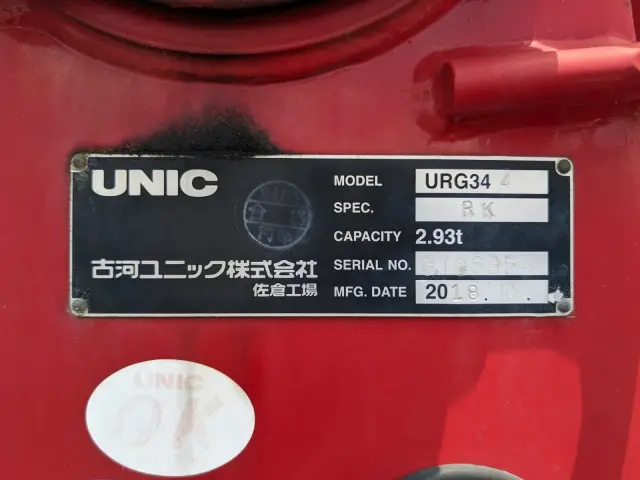 UNIC
MODEL URG34 4
SPEC. RK
CAPACITY 2.93t
SERIAL NO.
古河ユニック株式会社
佐倉工場
MFG. DATE 2018.
UNIC
OK